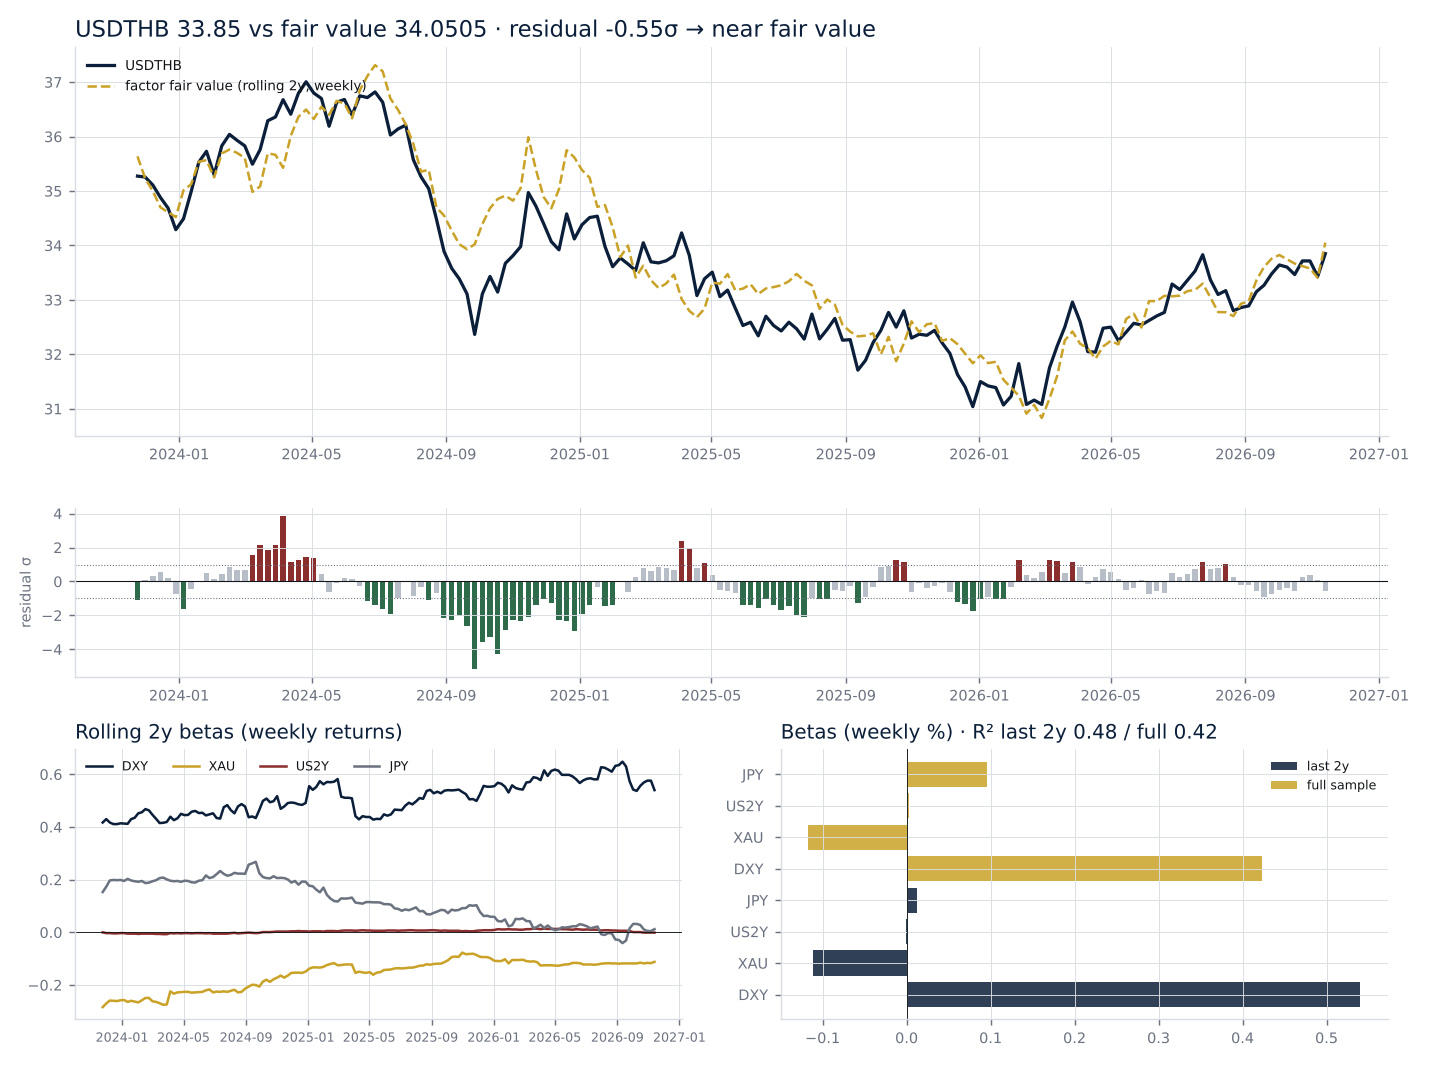 USDTHB 33.85 vs fair value 34.0505 · residual -0.55σ → near fair value
USDTHB
factor fair value (rolling 2y, weekly)
37
36
35
34
33
32
31
2024-01 2024-05 2024-09 2025-01 2025-05 2025-09 2026-01 2026-05 2026-09 2027-01
residual σ
4
2
0
−2
−4
2024-01 2024-05 2024-09 2025-01 2025-05 2025-09 2026-01 2026-05 2026-09 2027-01
Rolling 2y betas (weekly returns)
DXY XAU US2Y JPY
0.6
0.4
0.2
0.0
−0.2
2024-01 2024-05 2024-09 2025-01 2025-05 2025-09 2026-01 2026-05 2026-09 2027-01
Betas (weekly %) · R² last 2y 0.48 / full 0.42
last 2y
full sample
JPY
US2Y
XAU
DXY
JPY
US2Y
XAU
DXY
−0.1 0.0 0.1 0.2 0.3 0.4 0.5